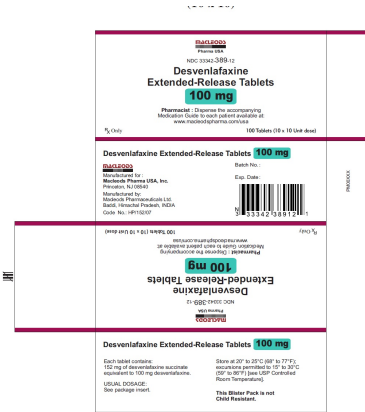 MACLEODS
Pharma USA
NDC 33342-389-12
Desvenlafaxine
Extended-Release Tablets
100 mg
Pharmacist : Dispense the accompanying
Medication Guide to each patient available at:
www.macleodspharma.com/usa
Rx Only
100 Tablets (10 x 10 Unit dose)
Desvenlafaxine Extended-Release Tablets 100 mg
MACLEODS
Manufactured for :
Macleods Pharma USA, Inc.
Princeton, NJ 08540
Manufactured by:
Macleods Pharmaceuticals Ltd.
Baddi, Himachal Pradesh, INDIA
Code No.: HP/152/07
Batch No. :
Exp. Date:
N
3 33342 38912 1
Rx Only
100 Tablets (10 x 10 Unit dose)
Pharmacist : Dispense the accompanying
Medication Guide to each patient available at:
www.macleodspharma.com/usa
100 mg
Extended-Release Tablets
Desvenlafaxine
NDC 33342-389-12
Pharma USA
MACLEODS
Desvenlafaxine Extended-Release Tablets 100 mg
Each tablet contains:
152 mg of desvenlafaxine succinate
equivalent to 100 mg desvenlafaxine.
USUAL DOSAGE:
See package insert.
Store at 20° to 25°C (68° to 77°F);
excursions permitted to 15° to 30°C
(59° to 86°F) [see USP Controlled
Room Temperature].
This Blister Pack is not
Child Resistant.